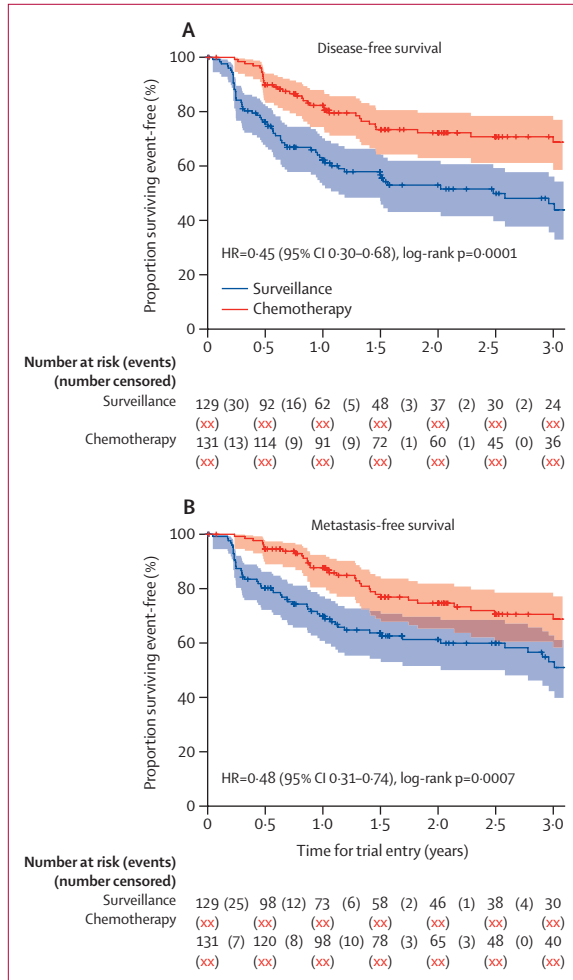 A
Disease-free survival
Proportion surviving event-free (%)
100
80
60
40
20
0
HR=0·45 (95% CI 0·30–0·68), log-rank p=0·0001
Surveillance
Chemotherapy
0 0·5 1·0 1·5 2·0 2·5 3·0
Number at risk (events)
(number censored)
Surveillance 129 (30) 92 (16) 62 (5) 48 (3) 37 (2) 30 (2) 24
(xx) (xx) (xx) (xx) (xx) (xx) (xx)
Chemotherapy 131 (13) 114 (9) 91 (9) 72 (1) 60 (1) 45 (0) 36
(xx) (xx) (xx) (xx) (xx) (xx) (xx)
B
Metastasis-free survival
Proportion surviving event-free (%)
100
80
60
40
20
0
HR=0·48 (95% CI 0·31–0·74), log-rank p=0·0007
0 0·5 1·0 1·5 2·0 2·5 3·0
Time for trial entry (years)
Number at risk (events)
(number censored)
Surveillance 129 (25) 98 (12) 73 (6) 58 (2) 46 (1) 38 (4) 30
Chemotherapy (xx) (xx) (xx) (xx) (xx) (xx) (xx)
131 (7) 120 (8) 98 (10) 78 (3) 65 (3) 48 (0) 40
(xx) (xx) (xx) (xx) (xx) (xx) (xx)